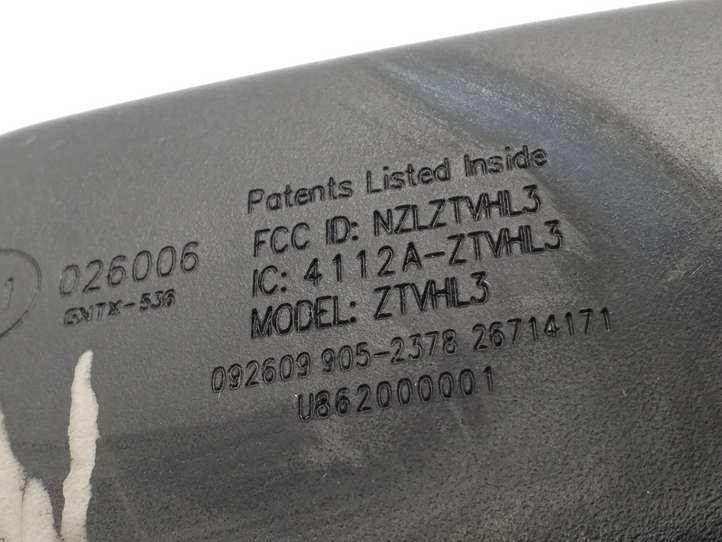 Patents Listed Inside
FCC ID: NZLZTVHL3
IC: 4112A-ZTVHL3
MODEL: ZTVHL3
092609 905-2378 26714171
U862000001
1
026006
GNTX-536